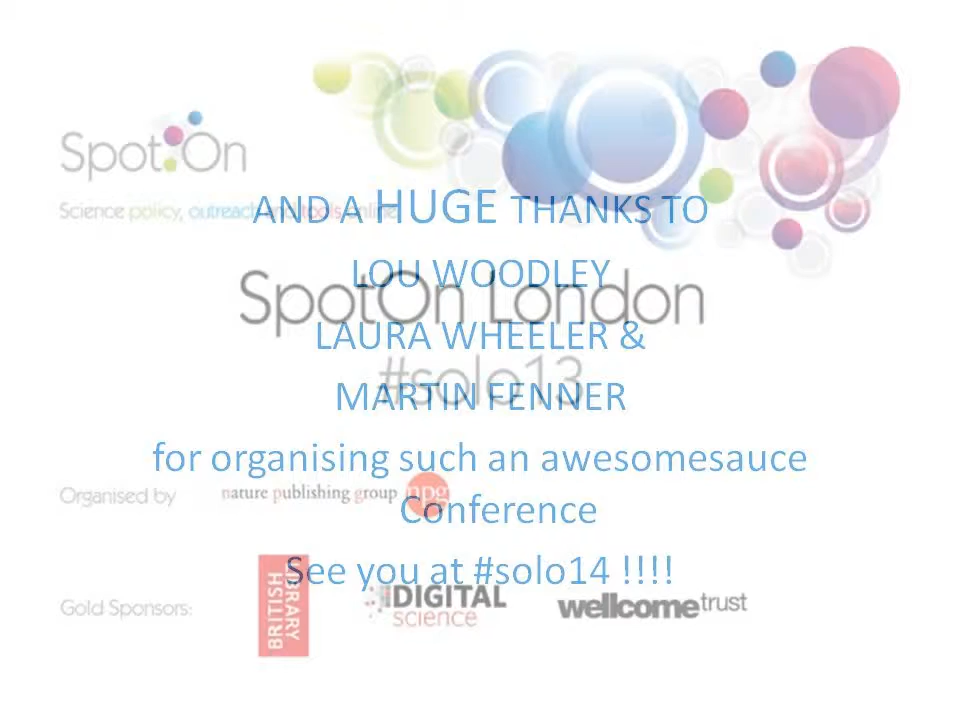 Spot On
Science policy, outreach and tools online
AND A HUGE THANKS TO
LOU WOODLEY
SpotOn London
LAURA WHEELER &
#solo13
MARTIN FENNER
for organising such an awesomesauce
Conference
Organised by nature publishing group npg
See you at #solo14 !!!!
Gold Sponsors: BRITISH LIBRARY DIGITAL science wellcometrust